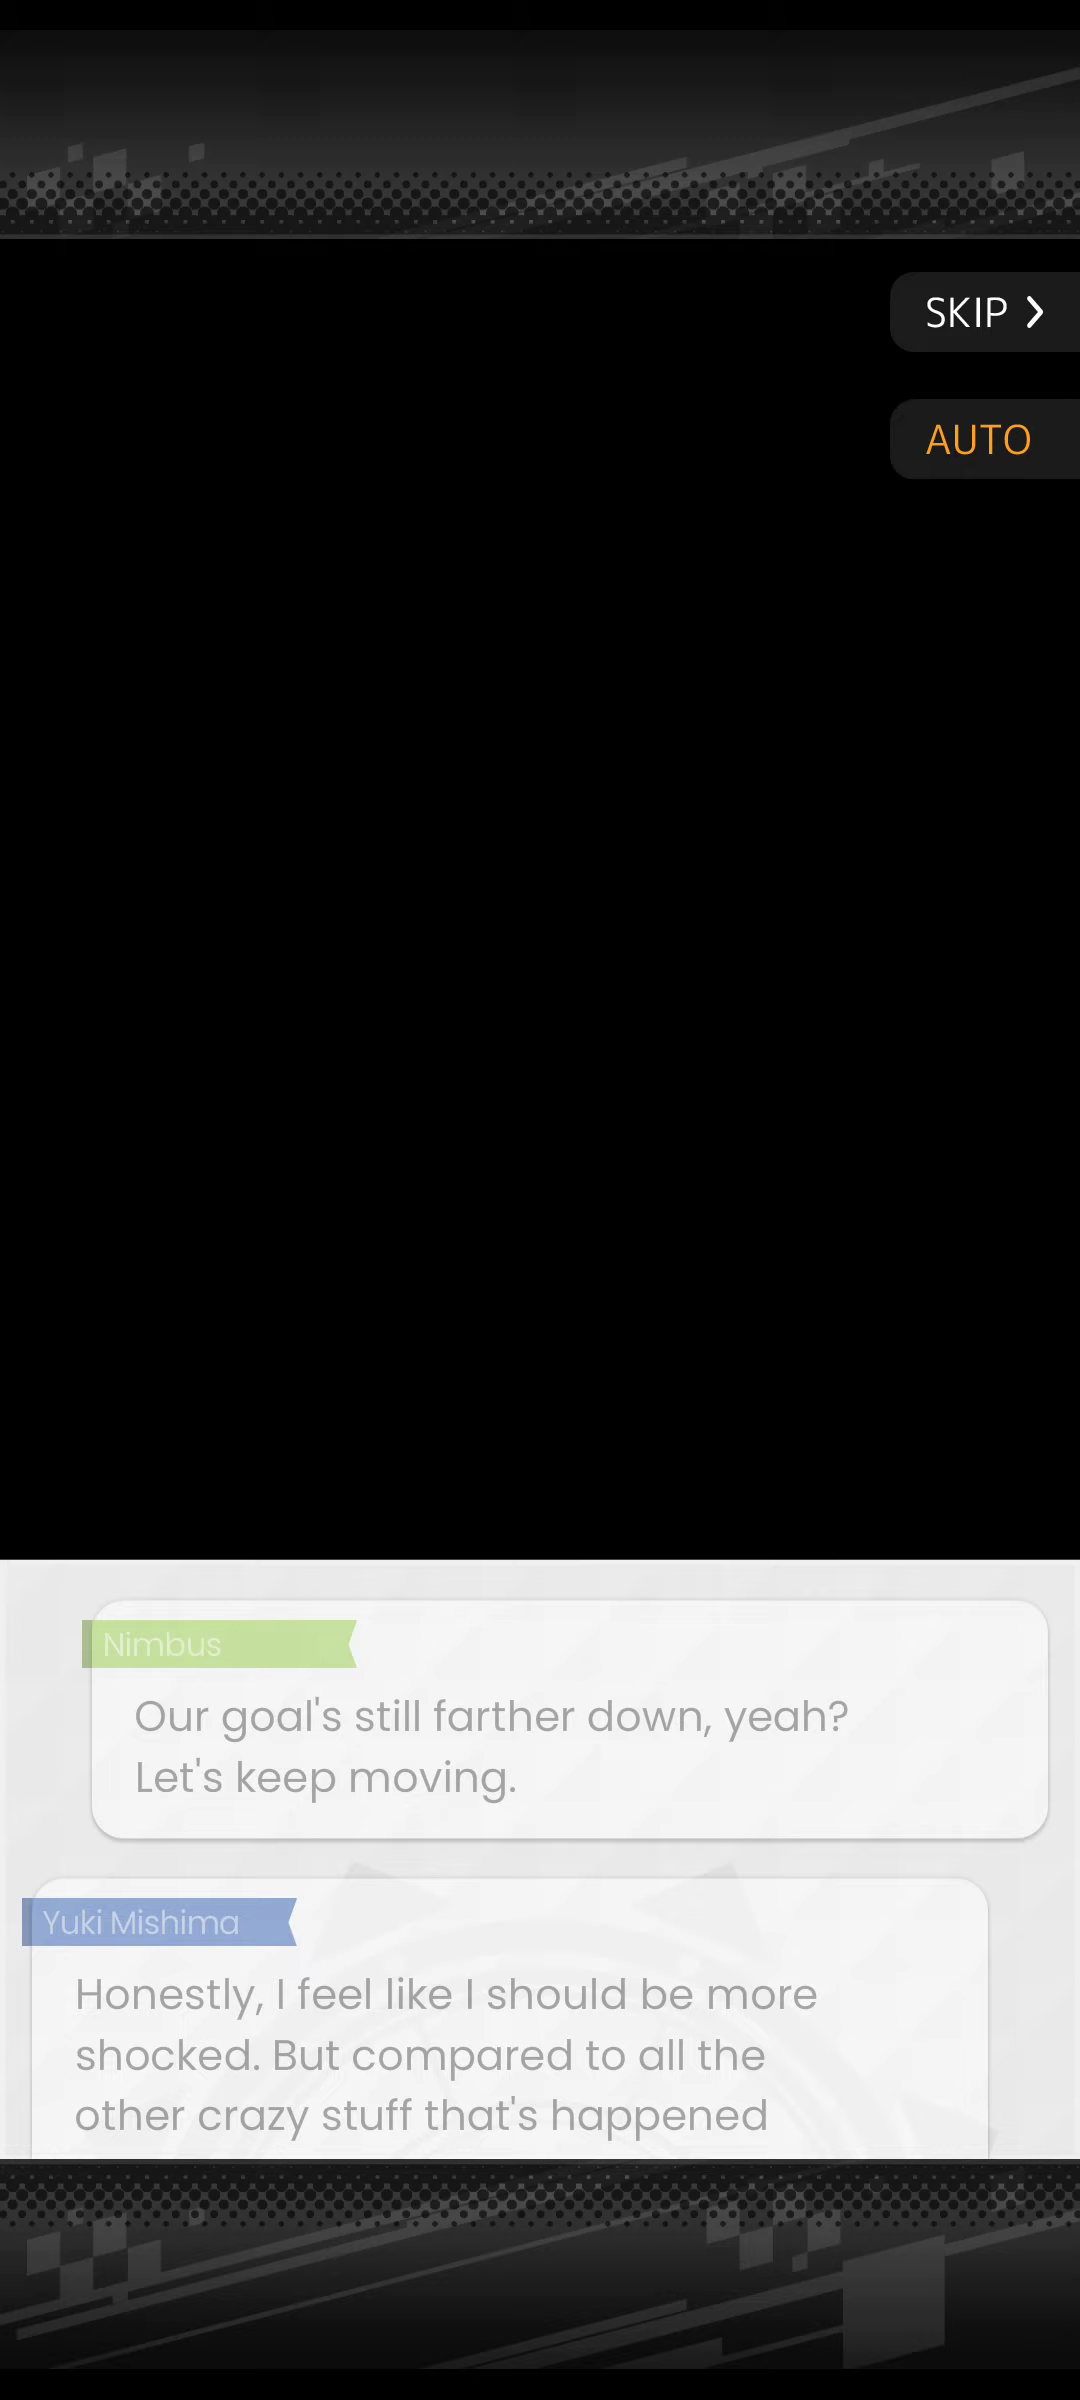 SKIP
AUTO
Nimbus
Our goal's still farther down, yeah?
Let's keep moving.
Yuki Mishima
Honestly, I feel like I should be more
shocked. But compared to all the
other crazy stuff that's happened